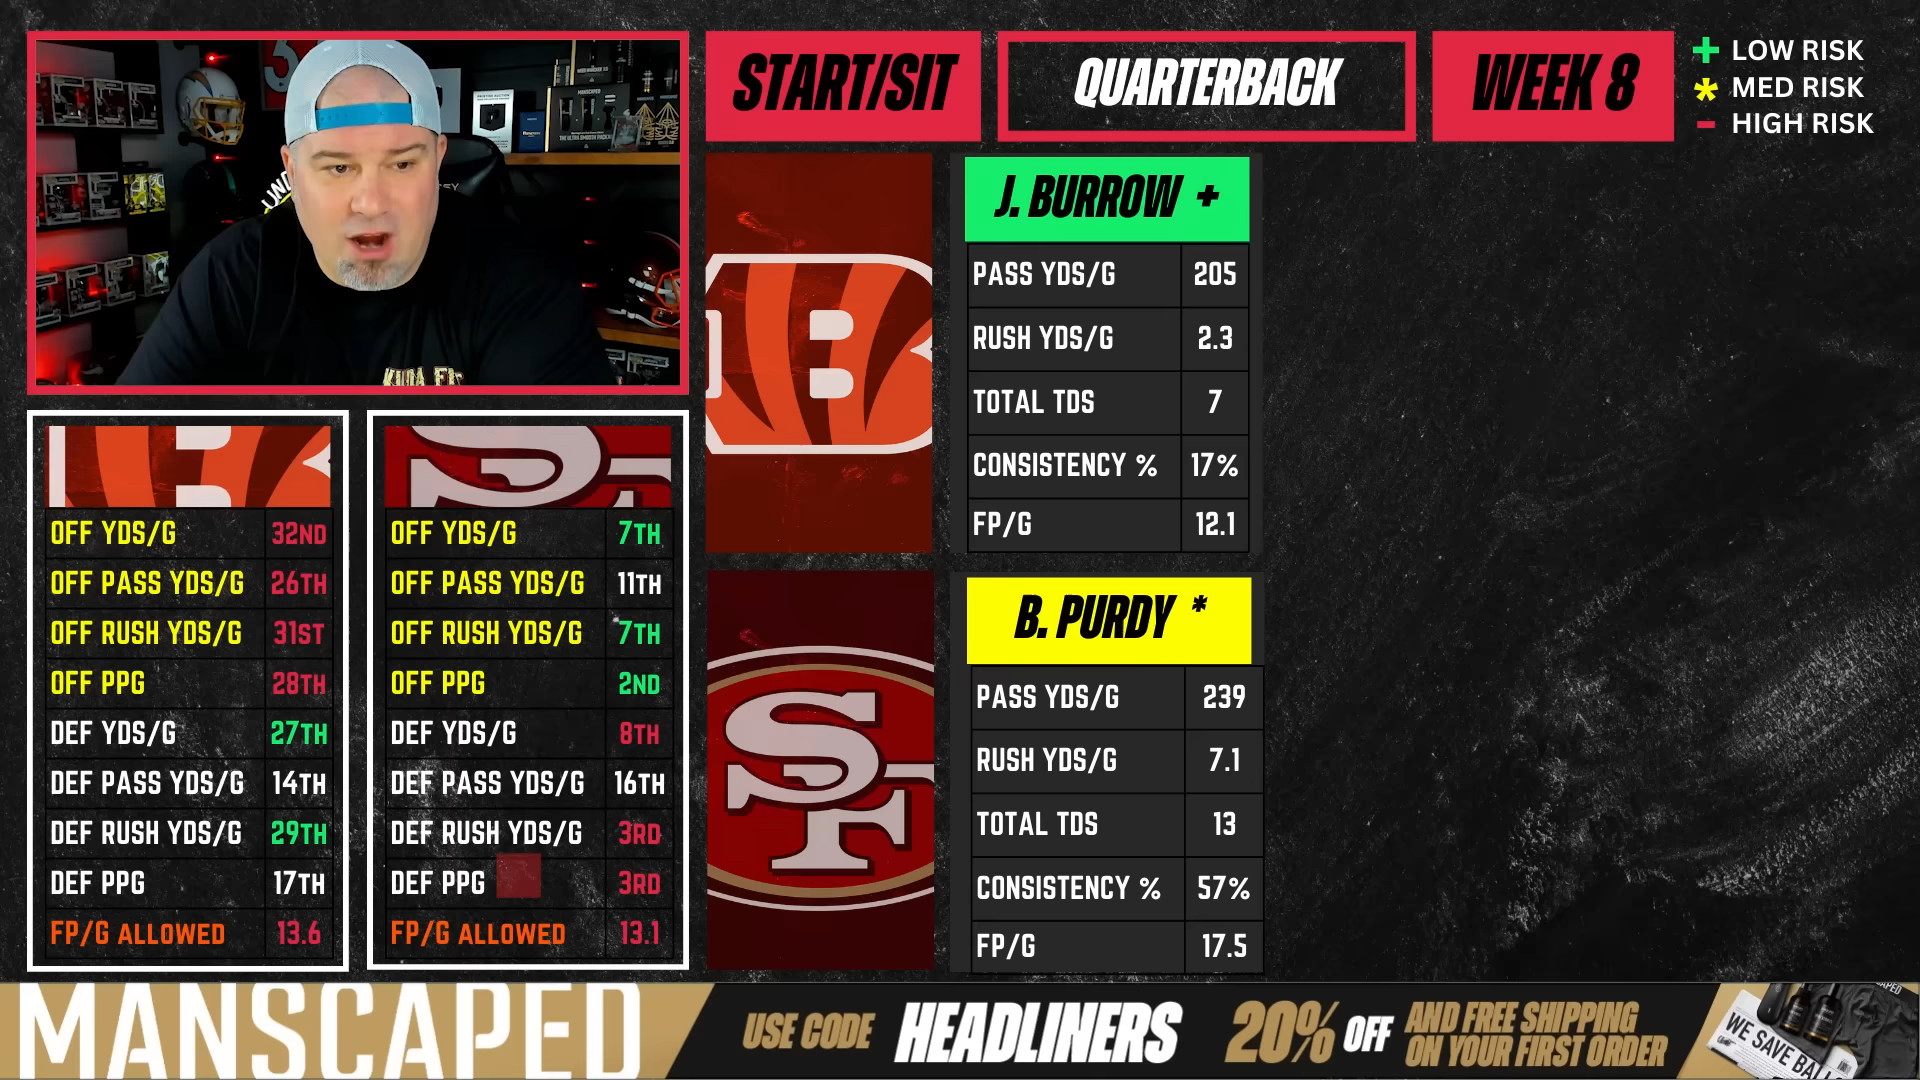 START/SIT
QUARTERBACK
WEEK 8
+ LOW RISK
* MED RISK
- HIGH RISK
MANSCAPED
J. BURROW +
PASS YDS/G 205
RUSH YDS/G 2.3
TOTAL TDS 7
CONSISTENCY % 17%
FP/G 12.1
OFF YDS/G 32ND
OFF PASS YDS/G 26TH
OFF RUSH YDS/G 31ST
OFF PPG 28TH
DEF YDS/G 27TH
DEF PASS YDS/G 14TH
DEF RUSH YDS/G 29TH
DEF PPG 17TH
FP/G ALLOWED 13.6
OFF YDS/G 7TH
OFF PASS YDS/G 11TH
OFF RUSH YDS/G 7TH
OFF PPG 2ND
DEF YDS/G 8TH
DEF PASS YDS/G 16TH
DEF RUSH YDS/G 3RD
DEF PPG 3RD
FP/G ALLOWED 13.1
B. PURDY *
PASS YDS/G 239
RUSH YDS/G 7.1
TOTAL TDS 13
CONSISTENCY % 57%
FP/G 17.5
SF
MANSCAPED
USE CODE HEADLINERS 20% OFF AND FREE SHIPPING
ON YOUR FIRST ORDER
WE SAVE BALL